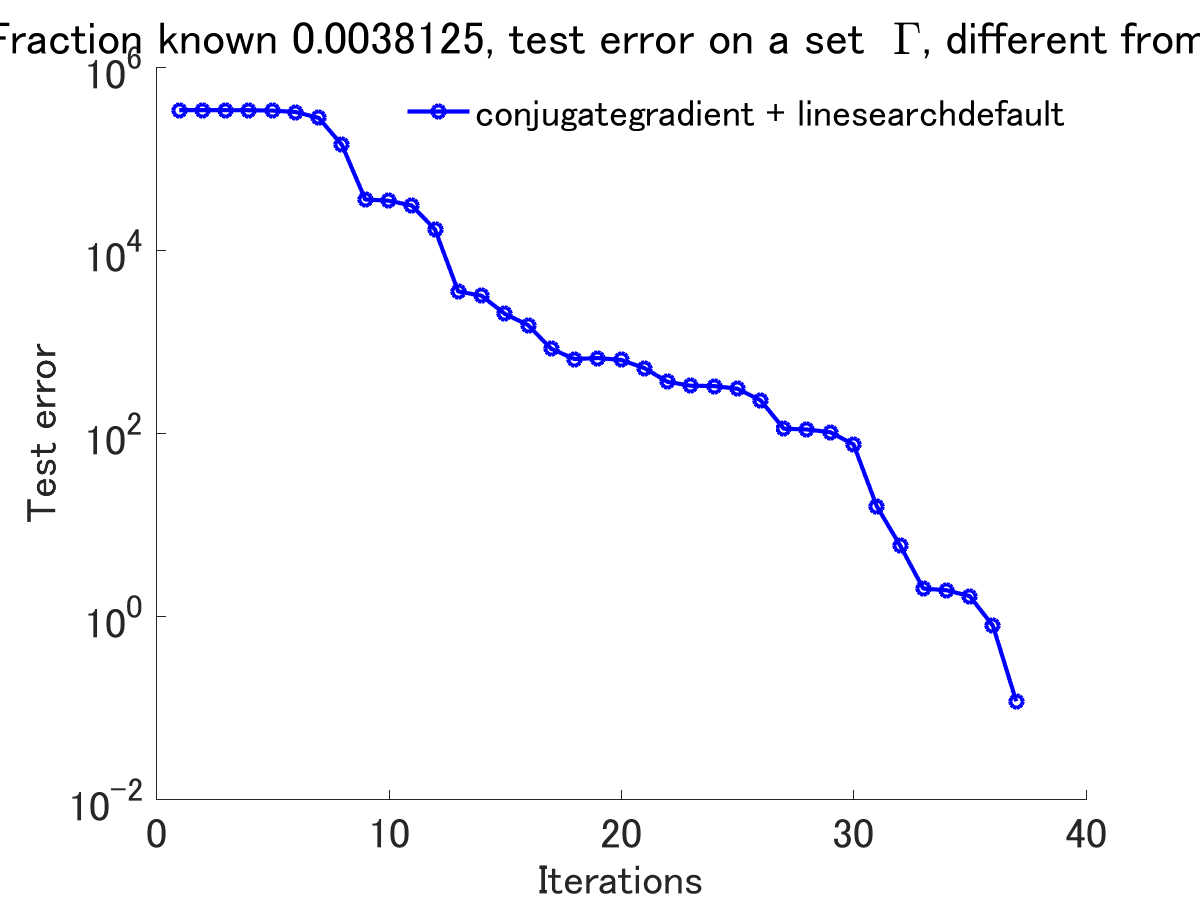 Fraction known 0.0038125, test error on a set Γ, different from
10^6
conjugategradient + linesearchdefault
10^4
10^2
10^0
10^-2
Test error
0 10 20 30 40
Iterations